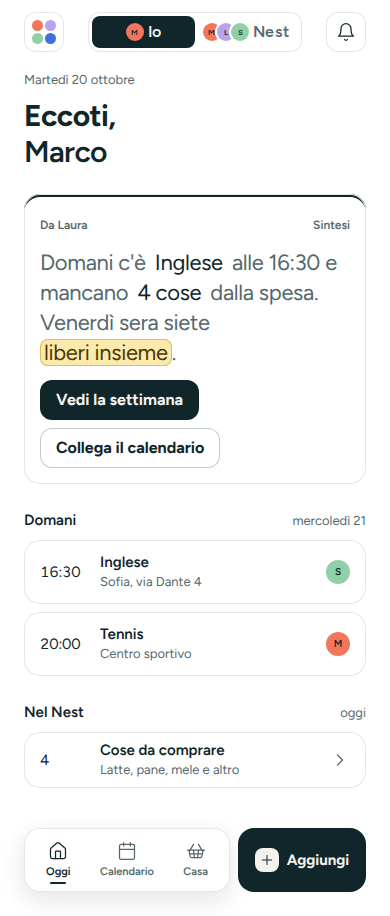 M Io M L S Nest
Martedì 20 ottobre
Eccoti,
Marco
Da Laura Sintesi
Domani c'è Inglese alle 16:30 e
mancano 4 cose dalla spesa.
Venerdì sera siete
liberi insieme.
Vedi la settimana
Collega il calendario
Domani mercoledì 21
16:30 Inglese S
Sofia, via Dante 4
20:00 Tennis M
Centro sportivo
Nel Nest oggi
4 Cose da comprare
Latte, pane, mele e altro
Oggi Calendario Casa Aggiungi